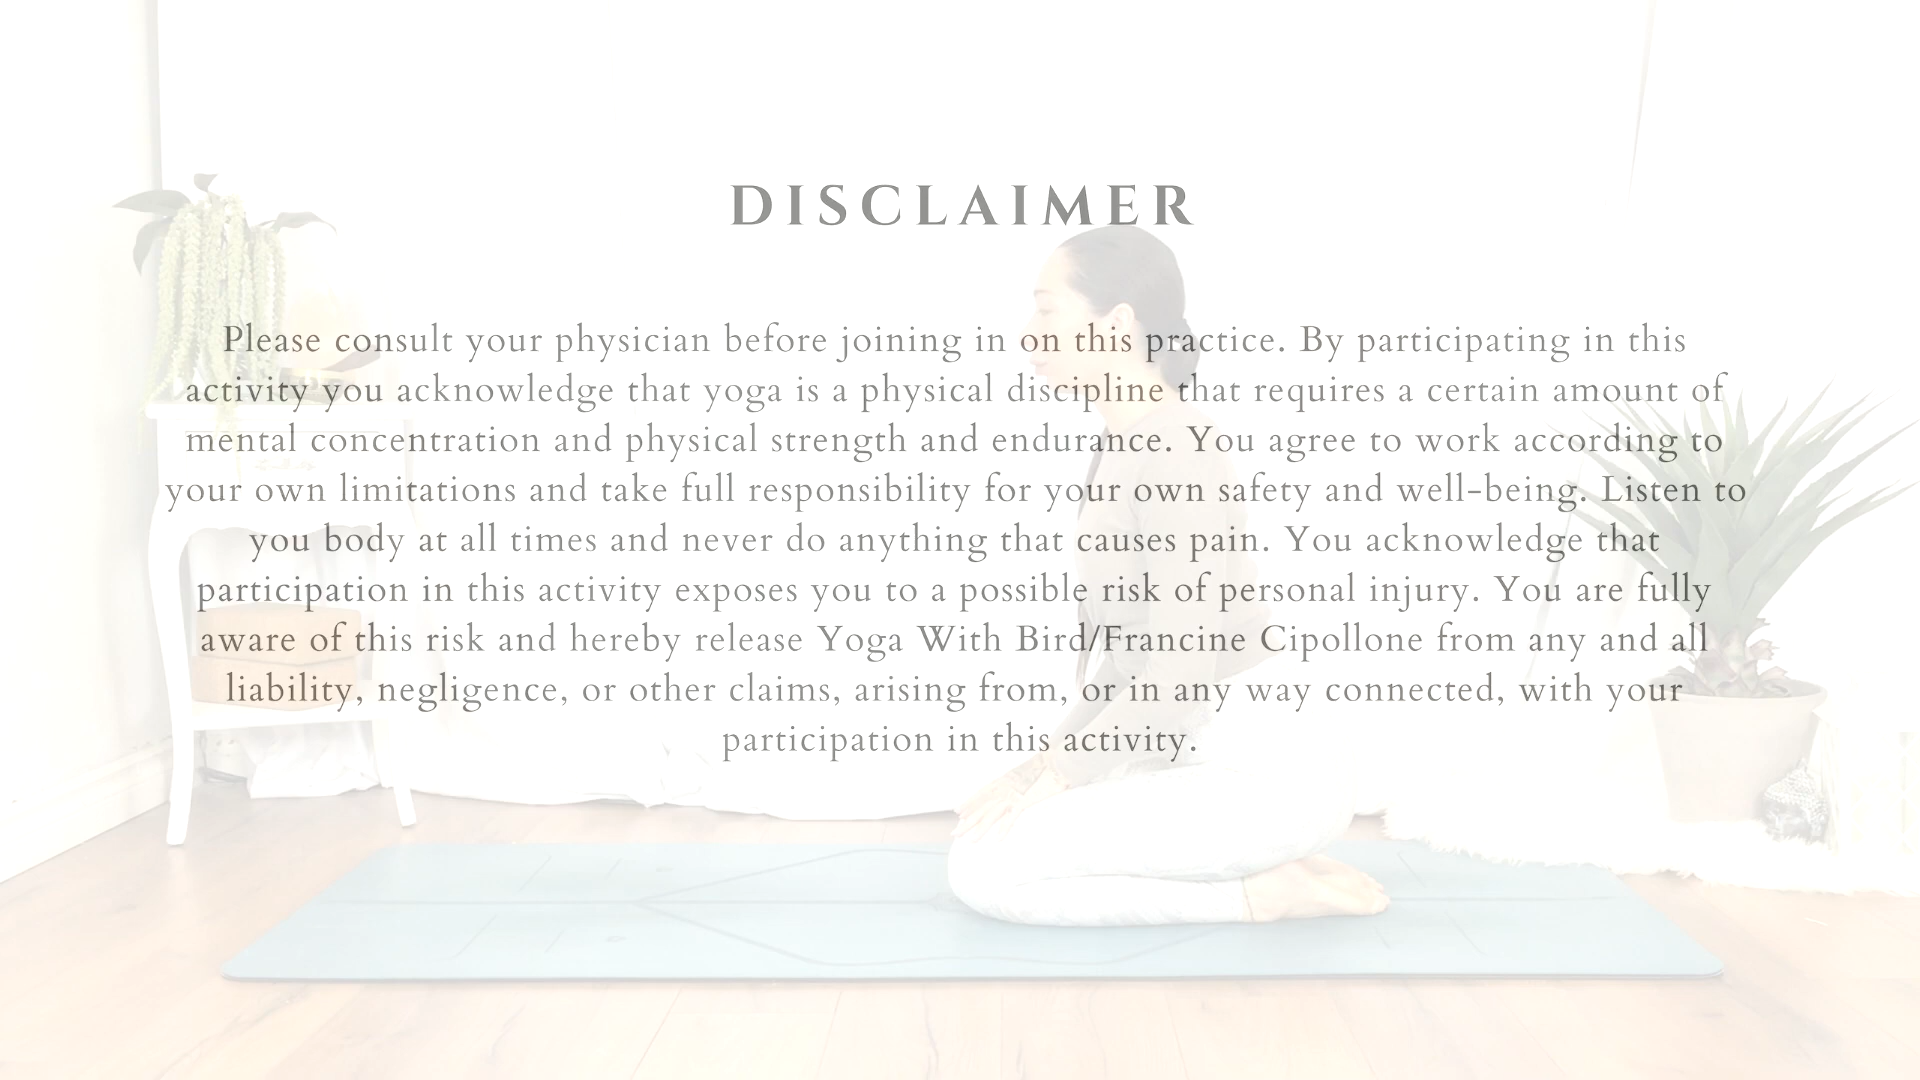 DISCLAIMER
Please consult your physician before joining in on this practice. By participating in this
activity you acknowledge that yoga is a physical discipline that requires a certain amount of
mental concentration and physical strength and endurance. You agree to work according to
your own limitations and take full responsibility for your own safety and well-being. Listen to
you body at all times and never do anything that causes pain. You acknowledge that
participation in this activity exposes you to a possible risk of personal injury. You are fully
aware of this risk and hereby release Yoga With Bird/Francine Cipollone from any and all
liability, negligence, or other claims, arising from, or in any way connected, with your
participation in this activity.